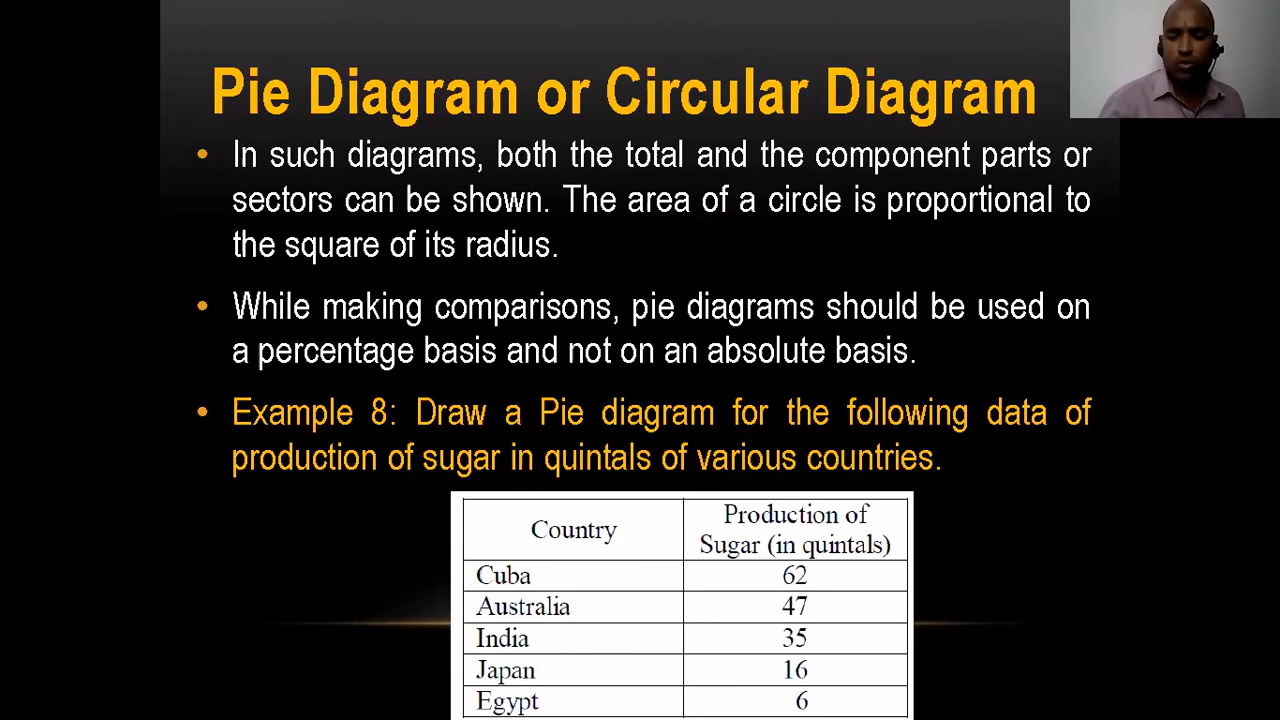 Pie Diagram or Circular Diagram
• In such diagrams, both the total and the component parts or
sectors can be shown. The area of a circle is proportional to
the square of its radius.
• While making comparisons, pie diagrams should be used on
a percentage basis and not on an absolute basis.
• Example 8: Draw a Pie diagram for the following data of
production of sugar in quintals of various countries.
Country
Production of
Sugar (in quintals)
Cuba 62
Australia 47
India 35
Japan 16
Egypt 6